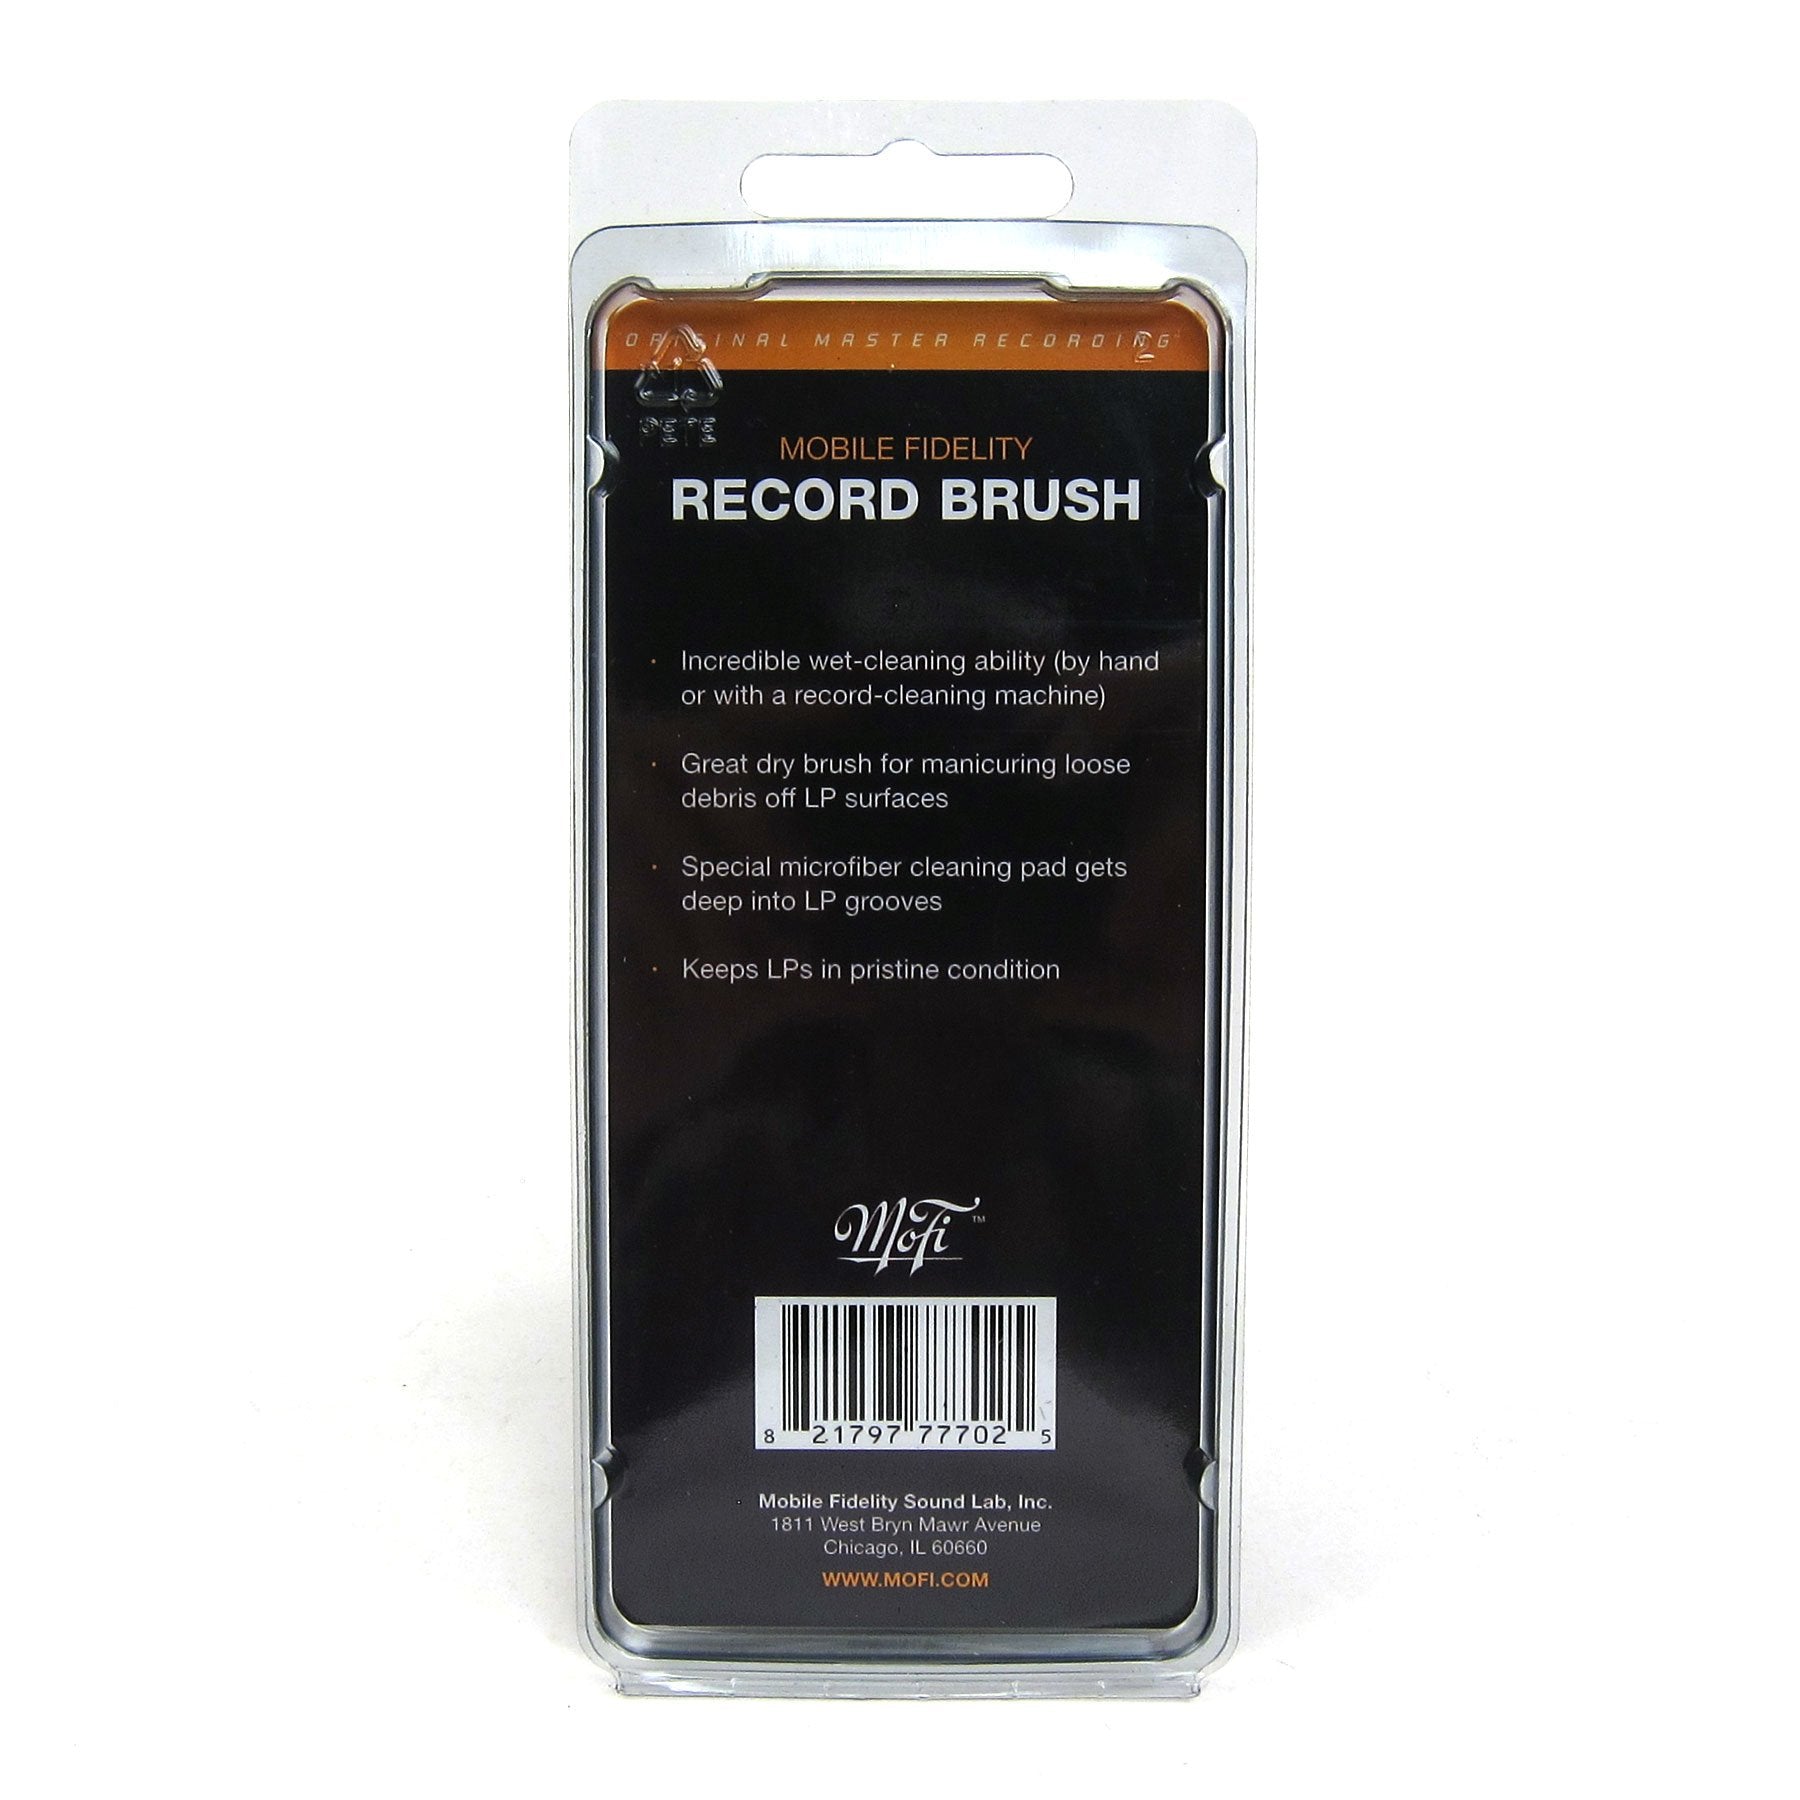 ORIGINAL MASTER RECORDING™
2
PETE
MOBILE FIDELITY
RECORD BRUSH
· Incredible wet-cleaning ability (by hand
or with a record-cleaning machine)
· Great dry brush for manicuring loose
debris off LP surfaces
· Special microfiber cleaning pad gets
deep into LP grooves
· Keeps LPs in pristine condition
MoFi™
8 21797 77702 5
Mobile Fidelity Sound Lab, Inc.
1811 West Bryn Mawr Avenue
Chicago, IL 60660
WWW.MOFI.COM